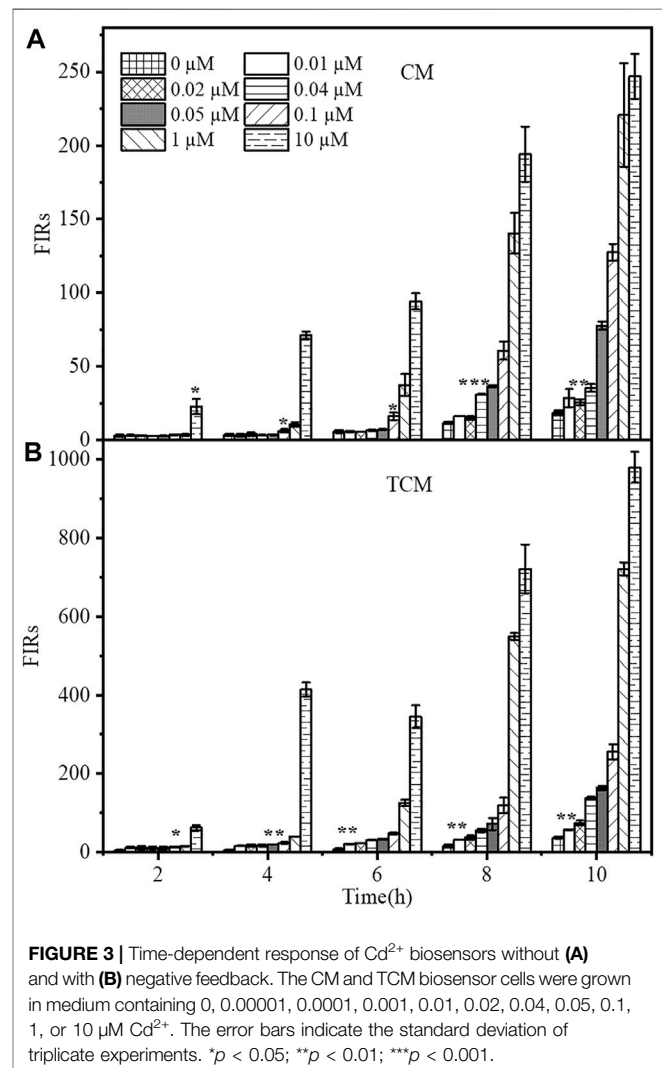 A
0 µM 0.01 µM
0.02 µM 0.04 µM
0.05 µM 0.1 µM
1 µM 10 µM
CM
250
200
150
100
50
0
FIRs
*
*
*
***
**
B
TCM
1000
800
600
400
200
0
FIRs
*
**
**
**
**
2 4 6 8 10
Time(h)
FIGURE 3 | Time-dependent response of Cd²⁺ biosensors without (A)
and with (B) negative feedback. The CM and TCM biosensor cells were grown
in medium containing 0, 0.00001, 0.0001, 0.001, 0.01, 0.02, 0.04, 0.05, 0.1,
1, or 10 µM Cd²⁺. The error bars indicate the standard deviation of
triplicate experiments. *p < 0.05; **p < 0.01; ***p < 0.001.